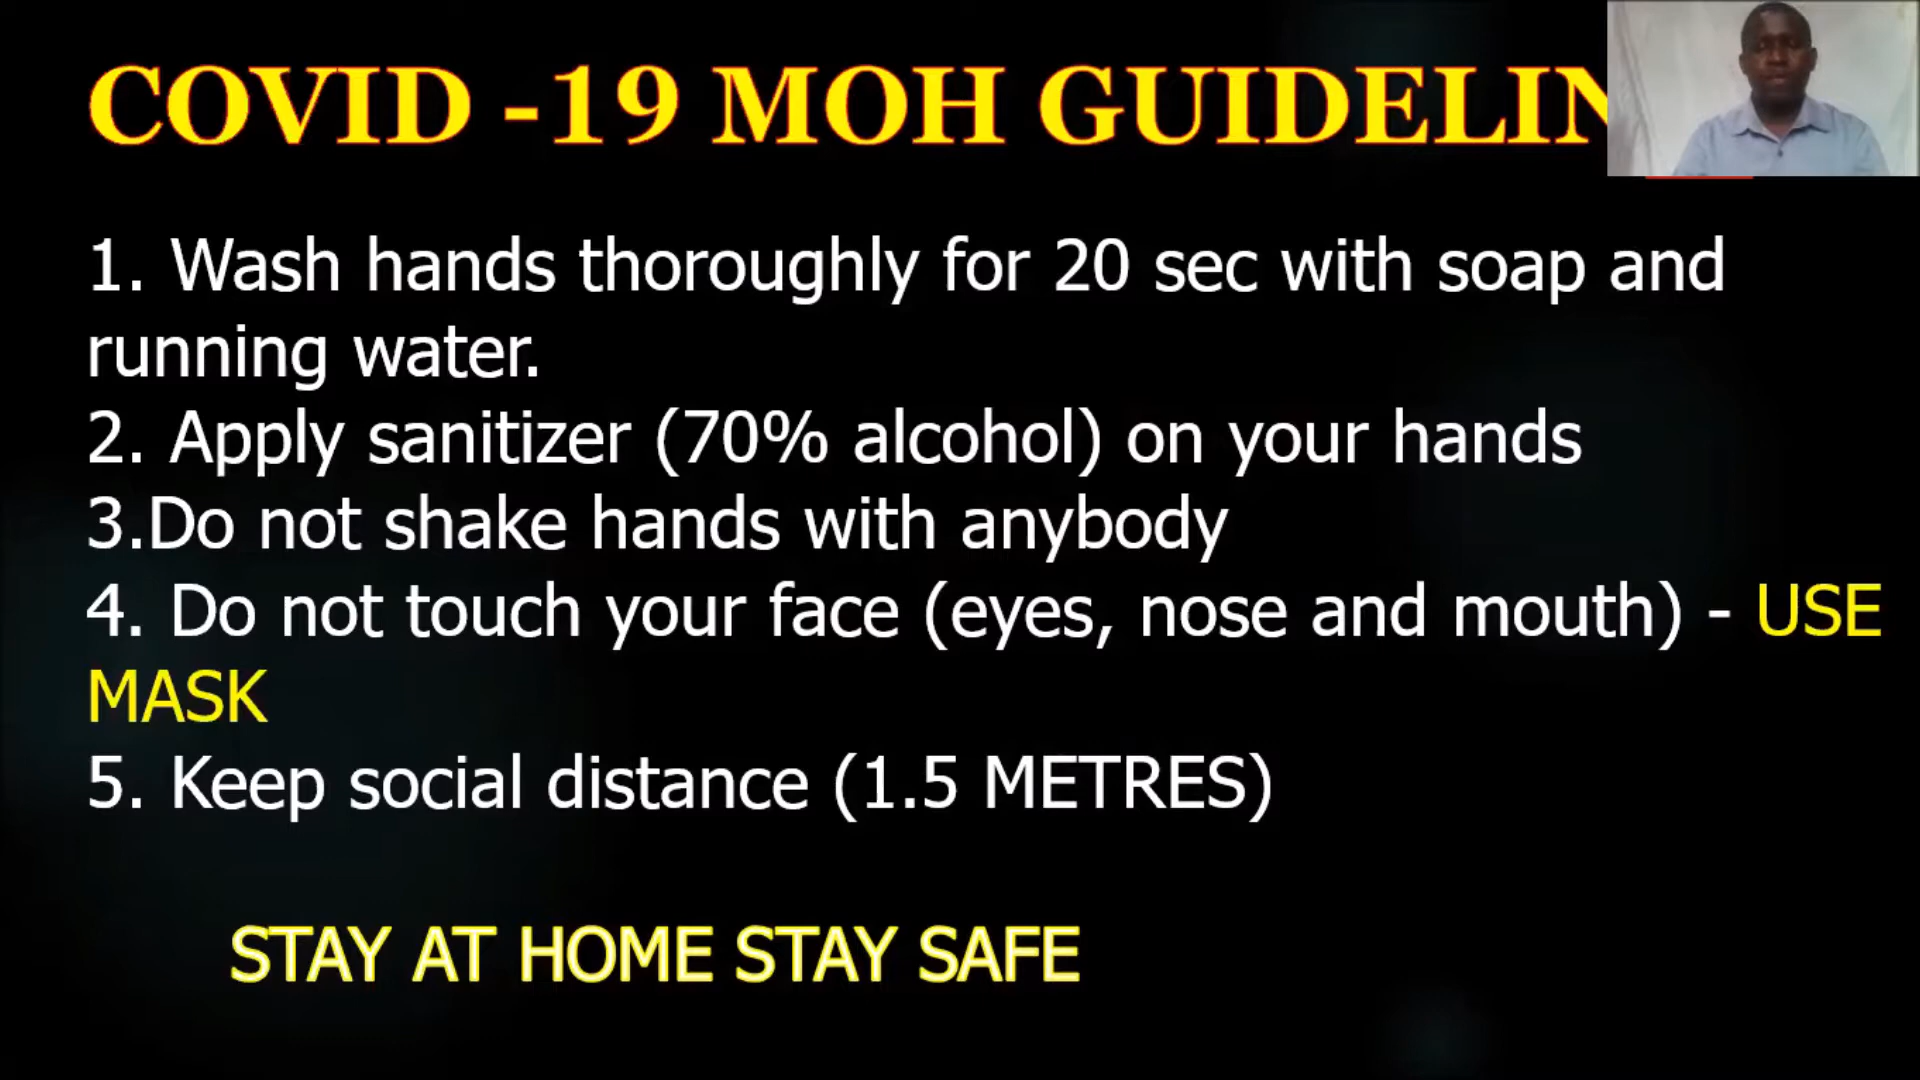 COVID -19 MOH GUIDELIN
1. Wash hands thoroughly for 20 sec with soap and
running water.
2. Apply sanitizer (70% alcohol) on your hands
3.Do not shake hands with anybody
4. Do not touch your face (eyes, nose and mouth) - USE
MASK
5. Keep social distance (1.5 METRES)
STAY AT HOME STAY SAFE